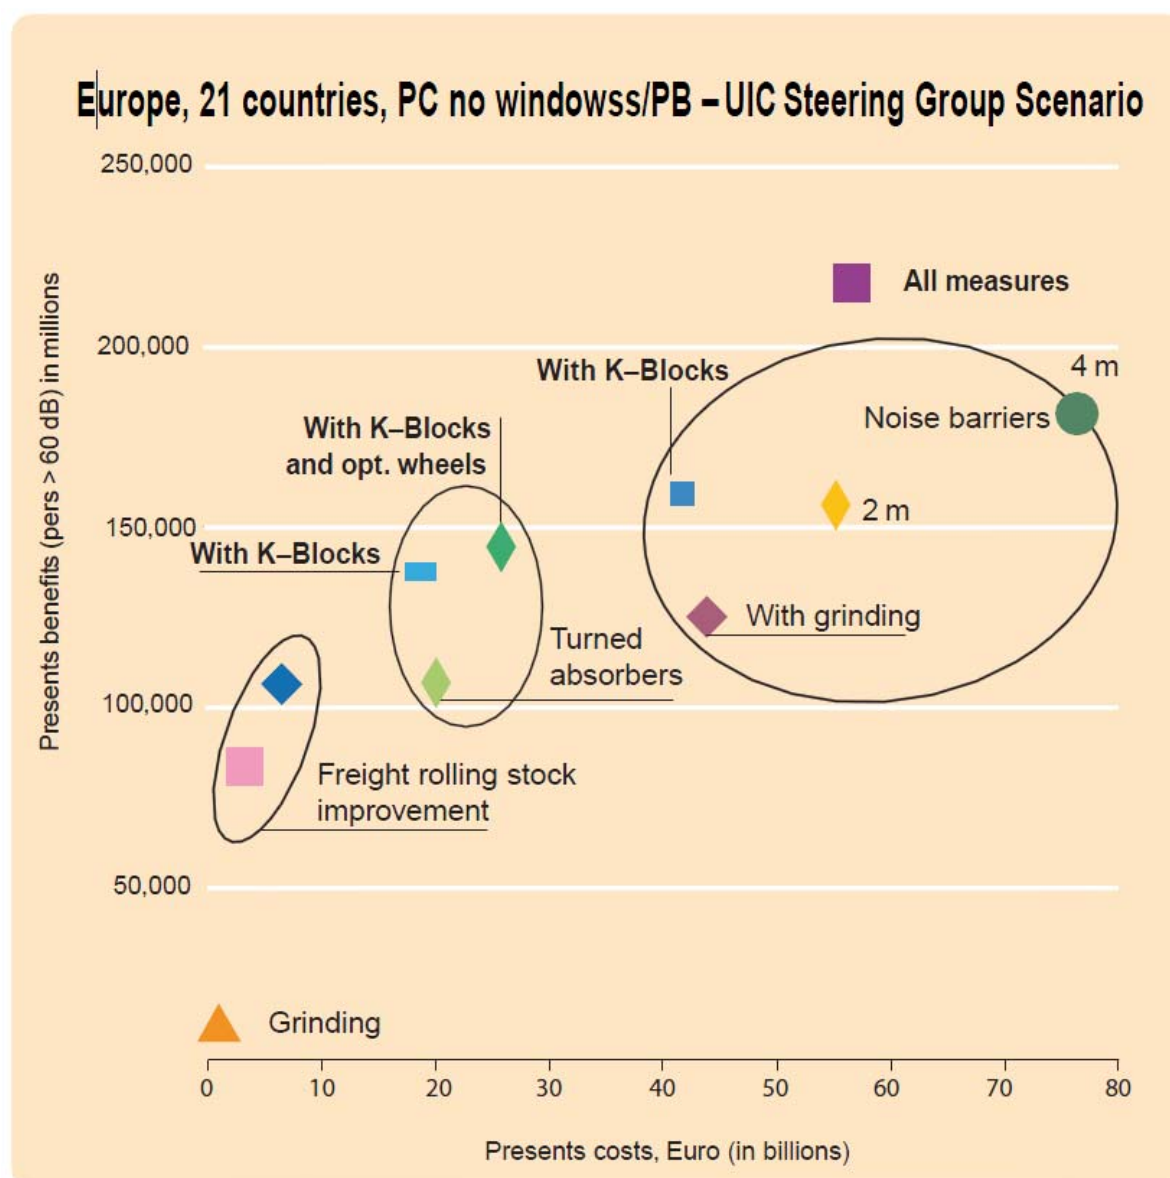 Europe, 21 countries, PC no windowss/PB – UIC Steering Group Scenario
250,000
All measures
200,000
4 m
With K–Blocks
Noise barriers
With K–Blocks
and opt. wheels
2 m
150,000
With K–Blocks
With grinding
Turned
absorbers
100,000
Freight rolling stock
improvement
50,000
Grinding
0 10 20 30 40 50 60 70 80
Presents costs, Euro (in billions)
Presents benefits (pers > 60 dB) in millions